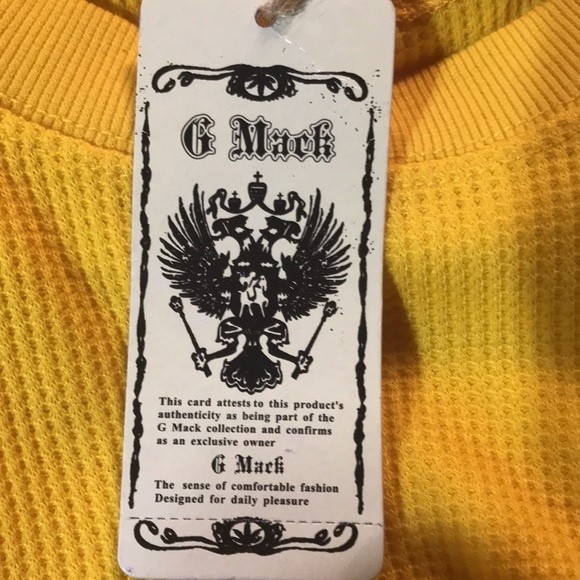 G Mack
This card attests to this product's
authenticity as being part of the
G Mack collection and confirms
as an exclusive owner
G Mack
The sense of comfortable fashion
Designed for daily pleasure